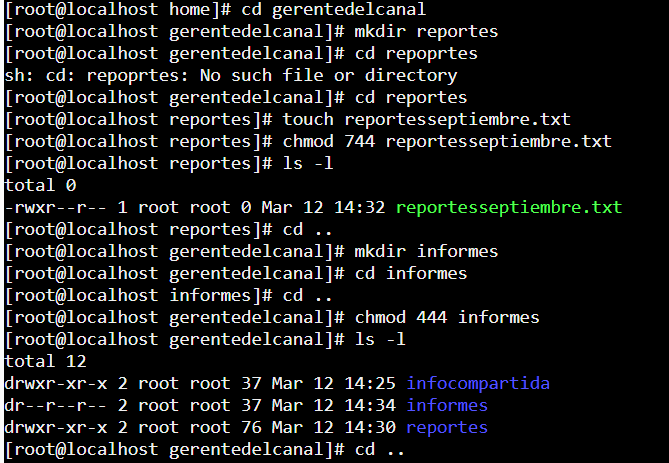 [root@localhost home]# cd gerentedelcanal
[root@localhost gerentedelcanal]# mkdir reportes
[root@localhost gerentedelcanal]# cd repoprtes
sh: cd: repoprtes: No such file or directory
[root@localhost gerentedelcanal]# cd reportes
[root@localhost reportes]# touch reportesseptiembre.txt
[root@localhost reportes]# chmod 744 reportesseptiembre.txt
[root@localhost reportes]# ls -l
total 0
-rwxr--r-- 1 root root 0 Mar 12 14:32 reportesseptiembre.txt
[root@localhost reportes]# cd ..
[root@localhost gerentedelcanal]# mkdir informes
[root@localhost gerentedelcanal]# cd informes
[root@localhost informes]# cd ..
[root@localhost gerentedelcanal]# chmod 444 informes
[root@localhost gerentedelcanal]# ls -l
total 12
drwxr-xr-x 2 root root 37 Mar 12 14:25 infocompartida
dr--r--r-- 2 root root 37 Mar 12 14:34 informes
drwxr-xr-x 2 root root 76 Mar 12 14:30 reportes
[root@localhost gerentedelcanal]# cd ..